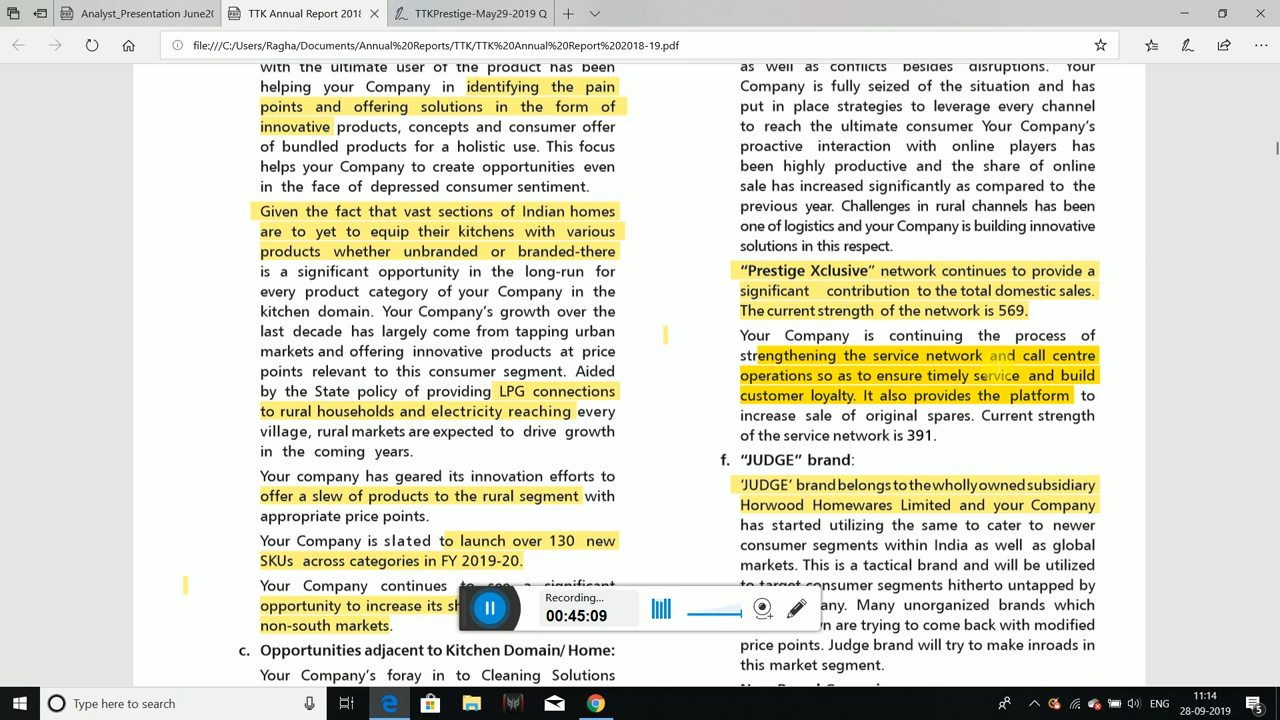 Analyst_Presentation June20
TTK Annual Report 2018
TTKPrestige-May29-2019 Q
file:///C:/Users/Ragha/Documents/Annual%20Reports/TTK/TTK%20Annual%20Report%202018-19.pdf
with the ultimate user of the product has been
helping your Company in identifying the pain
points and offering solutions in the form of
innovative products, concepts and consumer offer
of bundled products for a holistic use. This focus
helps your Company to create opportunities even
in the face of depressed consumer sentiment.
Given the fact that vast sections of Indian homes
are to yet to equip their kitchens with various
products whether unbranded or branded-there
is a significant opportunity in the long-run for
every product category of your Company in the
kitchen domain. Your Company's growth over the
last decade has largely come from tapping urban
markets and offering innovative products at price
points relevant to this consumer segment. Aided
by the State policy of providing LPG connections
to rural households and electricity reaching every
village, rural markets are expected to drive growth
in the coming years.
Your company has geared its innovation efforts to
offer a slew of products to the rural segment with
appropriate price points.
Your Company is slated to launch over 130 new
SKUs across categories in FY 2019-20.
Your Company continues to see a significant
opportunity to increase its
non-south markets.
c. Opportunities adjacent to Kitchen Domain/ Home:
Your Company's foray in to Cleaning Solutions
as well as conflicts besides disruptions. Your
Company is fully seized of the situation and has
put in place strategies to leverage every channel
to reach the ultimate consumer. Your Company's
proactive interaction with online players has
been highly productive and the share of online
sale has increased significantly as compared to the
previous year. Challenges in rural channels has been
one of logistics and your Company is building innovative
solutions in this respect.
"Prestige Xclusive" network continues to provide a
significant contribution to the total domestic sales.
The current strength of the network is 569.
Your Company is continuing the process of
strengthening the service network and call centre
operations so as to ensure timely service and build
customer loyalty. It also provides the platform to
increase sale of original spares. Current strength
of the service network is 391.
f. "JUDGE" brand:
'JUDGE' brand belongs to the wholly owned subsidiary
Horwood Homewares Limited and your Company
has started utilizing the same to cater to newer
consumer segments within India as well as global
markets. This is a tactical brand and will be utilized
to target consumer segments hitherto untapped by
Many unorganized brands which
are trying to come back with modified
price points. Judge brand will try to make inroads in
this market segment.
Recording...
00:45:09
Type here to search
ENG
11:14
28-09-2019
5